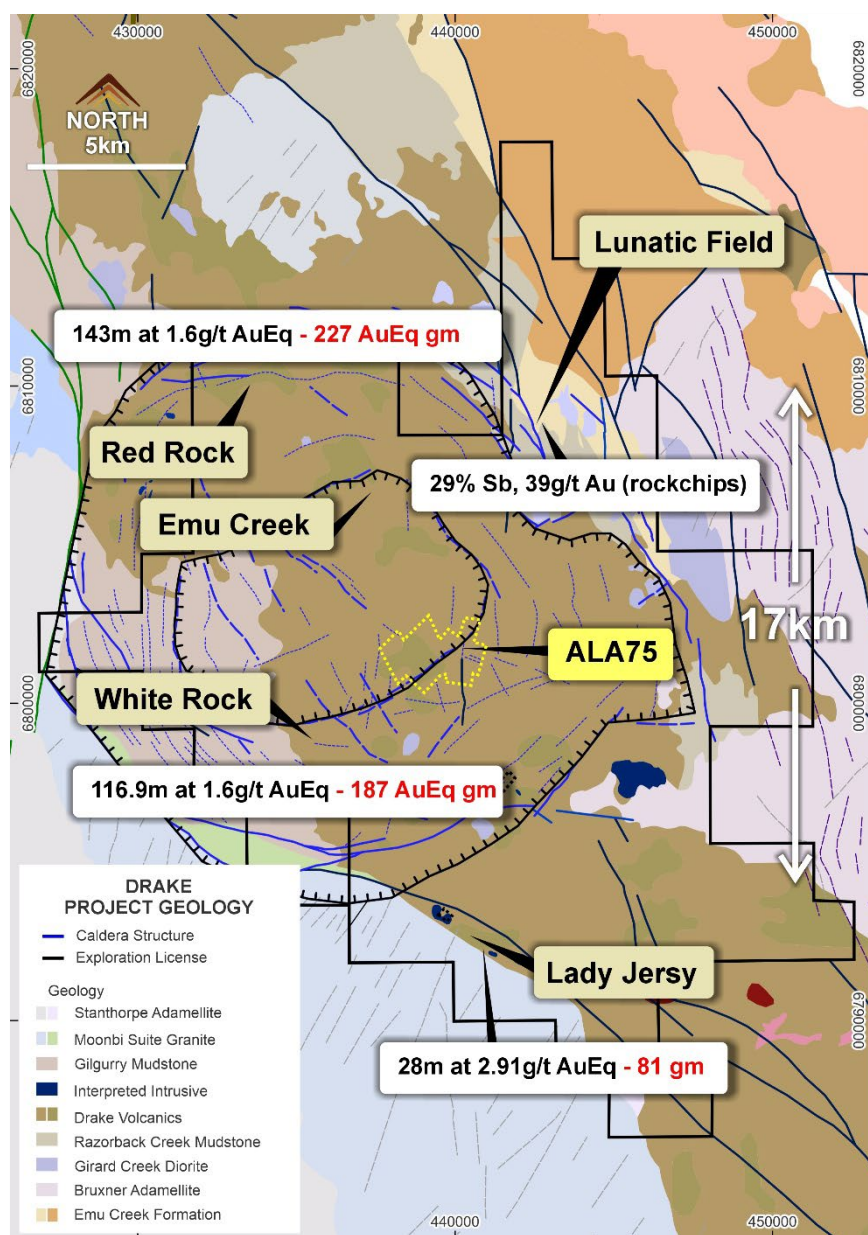 430000
440000
450000
6820000
6820000
NORTH
5km
Lunatic Field
143m at 1.6g/t AuEq - 227 AuEq gm
6810000
6810000
Red Rock
29% Sb, 39g/t Au (rockchips)
Emu Creek
17km
ALA75
White Rock
6800000
6800000
116.9m at 1.6g/t AuEq - 187 AuEq gm
DRAKE
PROJECT GEOLOGY
Caldera Structure
Exploration License
Geology
Stanthorpe Adamellite
Moonbi Suite Granite
Gilgurry Mudstone
Interpreted Intrusive
Drake Volcanics
Razorback Creek Mudstone
Girard Creek Diorite
Bruxner Adamellite
Emu Creek Formation
Lady Jersy
6790000
28m at 2.91g/t AuEq - 81 gm
440000
450000